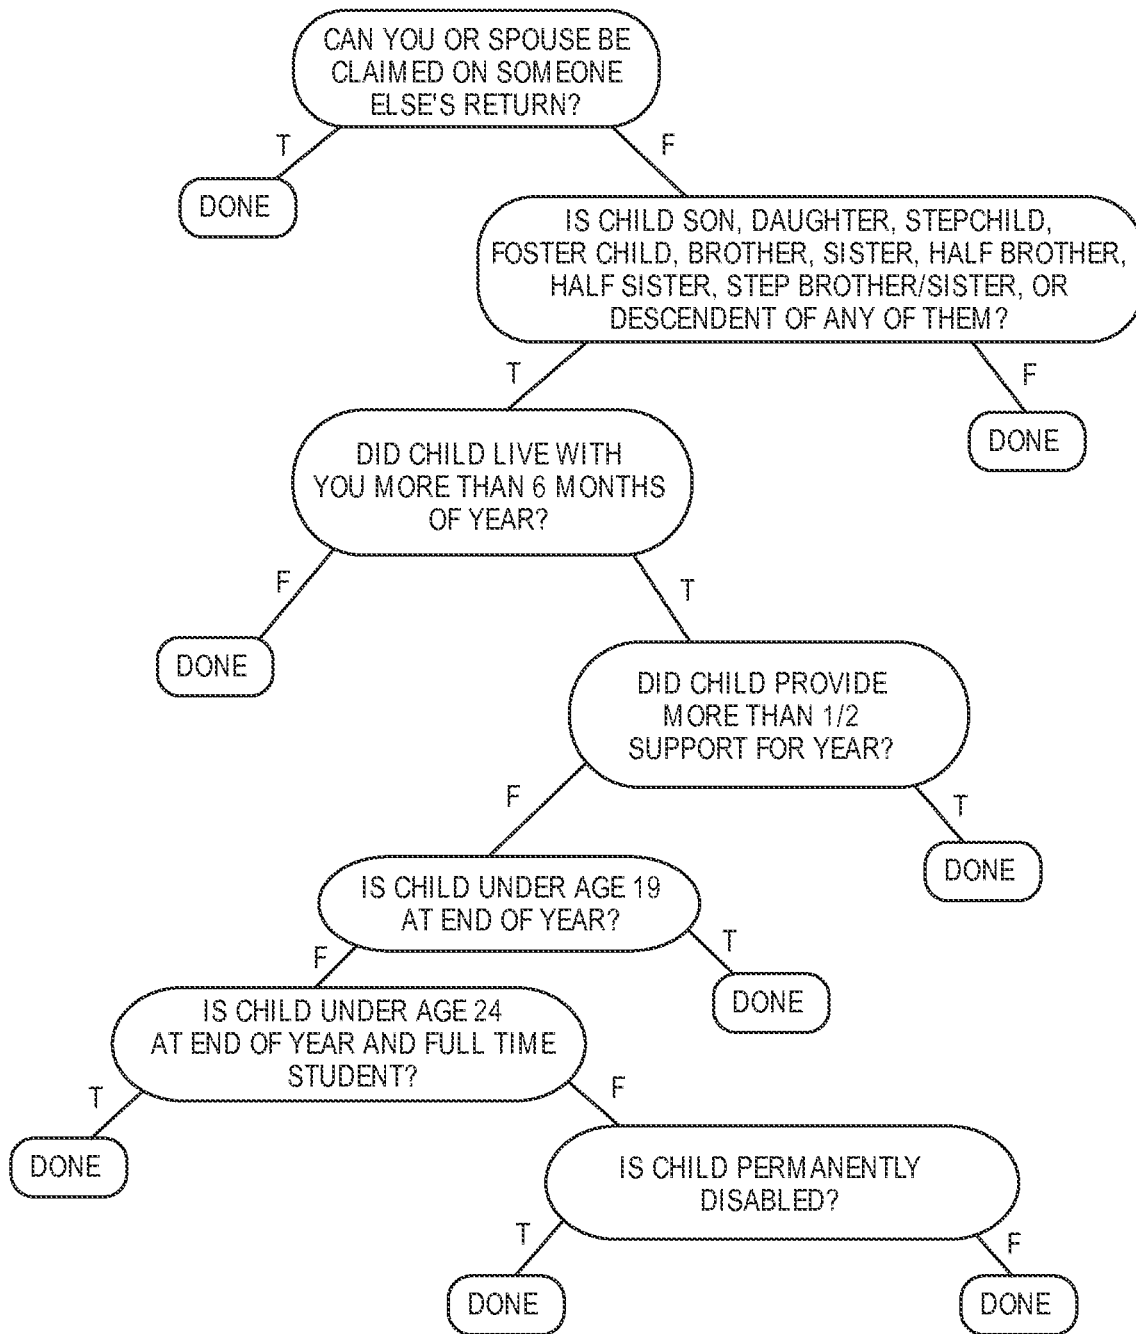 CAN YOU OR SPOUSE BE
CLAIMED ON SOMEONE
ELSE'S RETURN?
T
F
DONE
IS CHILD SON, DAUGHTER, STEPCHILD,
FOSTER CHILD, BROTHER, SISTER, HALF BROTHER,
HALF SISTER, STEP BROTHER/SISTER, OR
DESCENDENT OF ANY OF THEM?
T
F
DONE
DID CHILD LIVE WITH
YOU MORE THAN 6 MONTHS
OF YEAR?
F
T
DONE
DID CHILD PROVIDE
MORE THAN 1/2
SUPPORT FOR YEAR?
F
T
DONE
IS CHILD UNDER AGE 19
AT END OF YEAR?
F
T
DONE
IS CHILD UNDER AGE 24
AT END OF YEAR AND FULL TIME
STUDENT?
T
F
DONE
IS CHILD PERMANENTLY
DISABLED?
T
F
DONE
DONE